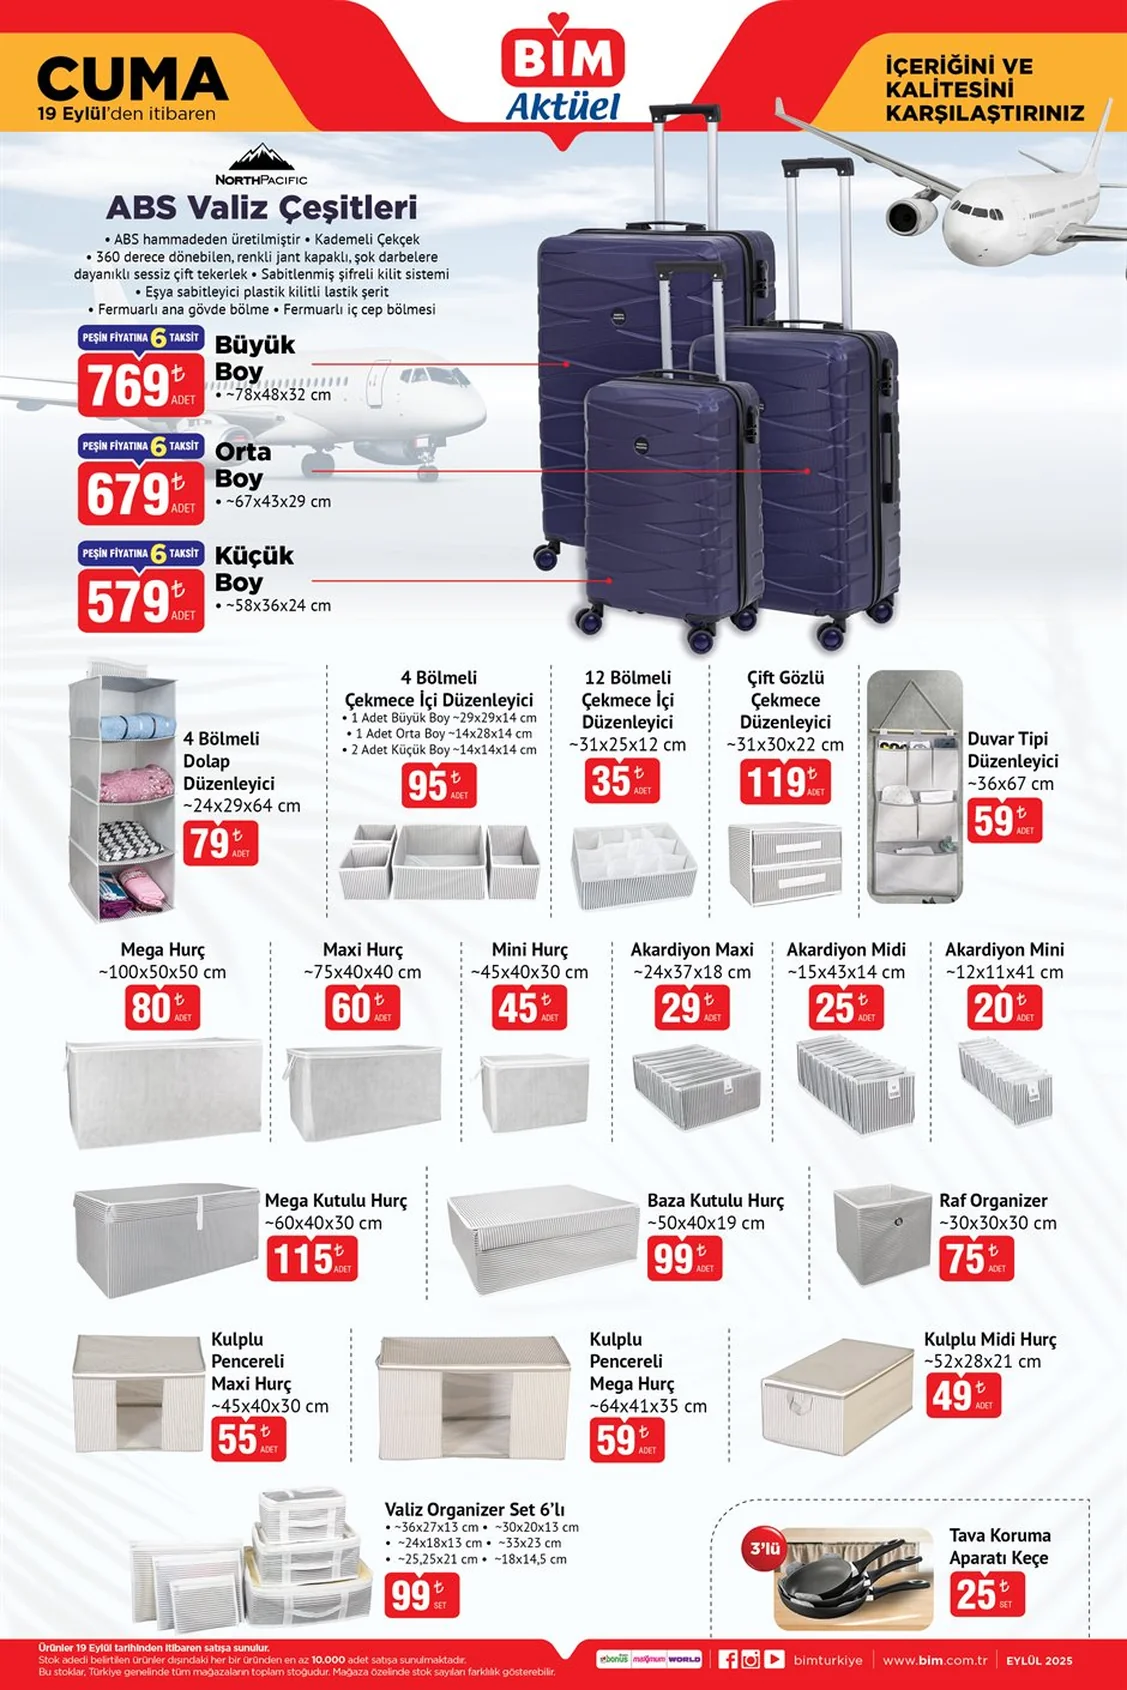 CUMA
19 Eylül'den itibaren
BİM
Aktüel
İÇERİĞİNİ VE
KALİTESİNİ
KARŞILAŞTIRINIZ
NORTHPACIFIC
ABS Valiz Çeşitleri
• ABS hammadeden üretilmiştir • Kademeli Çekçek
• 360 derece dönebilen, renkli jant kapaklı, şok darbelere
dayanıklı sessiz çift tekerlek • Sabitlenmiş şifreli kilit sistemi
• Eşya sabitleyici plastik kilitli lastik şerit
• Fermuarlı ana gövde bölme • Fermuarlı iç cep bölmesi
PEŞİN FİYATINA 6 TAKSİT
769₺ ADET
Büyük
Boy
• ~78x48x32 cm
PEŞİN FİYATINA 6 TAKSİT
679₺ ADET
Orta
Boy
• ~67x43x29 cm
PEŞİN FİYATINA 6 TAKSİT
579₺ ADET
Küçük
Boy
• ~58x36x24 cm
4 Bölmeli
Dolap
Düzenleyici
~24x29x64 cm
79₺ ADET
4 Bölmeli
Çekmece İçi Düzenleyici
• 1 Adet Büyük Boy ~29x29x14 cm
• 1 Adet Orta Boy ~14x28x14 cm
• 2 Adet Küçük Boy ~14x14x14 cm
95₺ ADET
12 Bölmeli
Çekmece İçi
Düzenleyici
~31x25x12 cm
35₺ ADET
Çift Gözlü
Çekmece
Düzenleyici
~31x30x22 cm
119₺ ADET
Duvar Tipi
Düzenleyici
~36x67 cm
59₺ ADET
Mega Hurç
~100x50x50 cm
80₺ ADET
Maxi Hurç
~75x40x40 cm
60₺ ADET
Mini Hurç
~45x40x30 cm
45₺ ADET
Akardiyon Maxi
~24x37x18 cm
29₺ ADET
Akardiyon Midi
~15x43x14 cm
25₺ ADET
Akardiyon Mini
~12x11x41 cm
20₺ ADET
Mega Kutulu Hurç
~60x40x30 cm
115₺ ADET
Baza Kutulu Hurç
~50x40x19 cm
99₺ ADET
Raf Organizer
~30x30x30 cm
75₺ ADET
Kulplu
Pencereli
Maxi Hurç
~45x40x30 cm
55₺ ADET
Kulplu
Pencereli
Mega Hurç
~64x41x35 cm
59₺ ADET
Kulplu Midi Hurç
~52x28x21 cm
49₺ ADET
Valiz Organizer Set 6'lı
• ~36x27x13 cm • ~30x20x13 cm
• ~24x18x13 cm • ~33x23 cm
• ~25,25x21 cm • ~18x14,5 cm
99₺ SET
3'lü
Tava Koruma
Aparatı Keçe
25₺ SET
Ürünler 19 Eylül tarihinden itibaren satışa sunulur.
Stok adedi belirtilen ürünler dışındaki her bir üründen en az 10.000 adet satışa sunulmaktadır.
Bu stoklar, Türkiye genelinde tüm mağazaların toplam stoğudur. Mağaza özelinde stok sayıları farklılık gösterebilir.
bonus maximum WORLD
bimturkiye
www.bim.com.tr
EYLÜL 2025